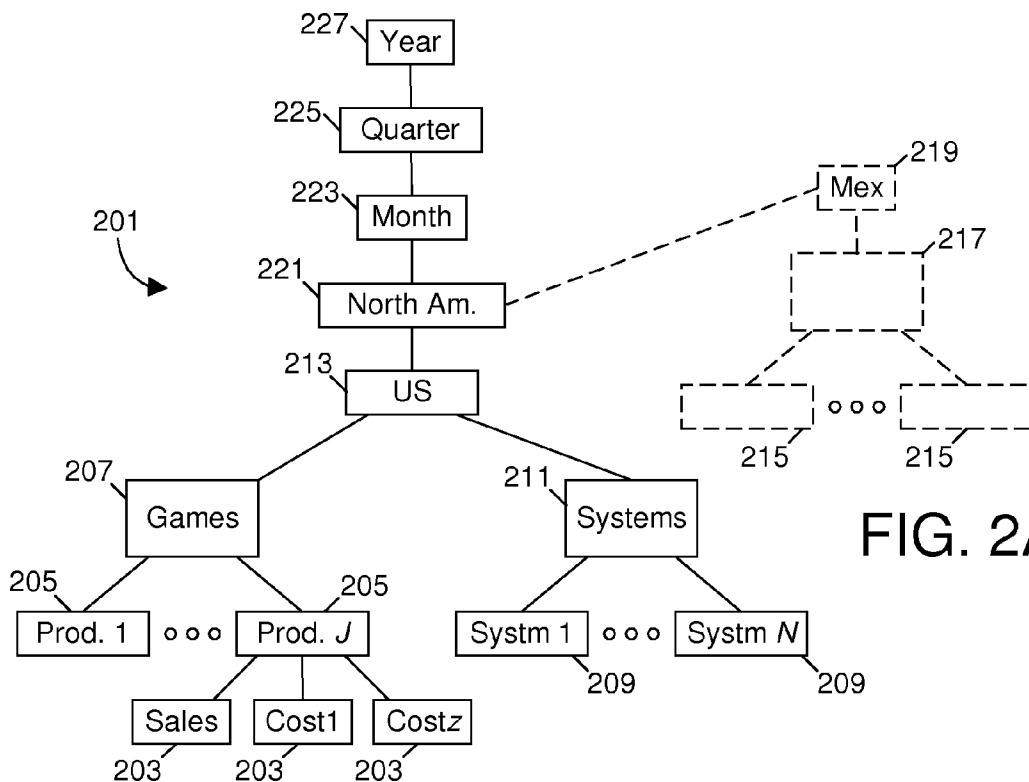 227
Year
225
Quarter
219
Mex
223
Month
201
217
221
North Am.
213
US
215
215
207
Games
211
Systems
FIG. 2A
205
Prod. 1
205
Prod. J
Systm 1
Systm N
209
209
Sales
Cost1
Costz
203
203
203